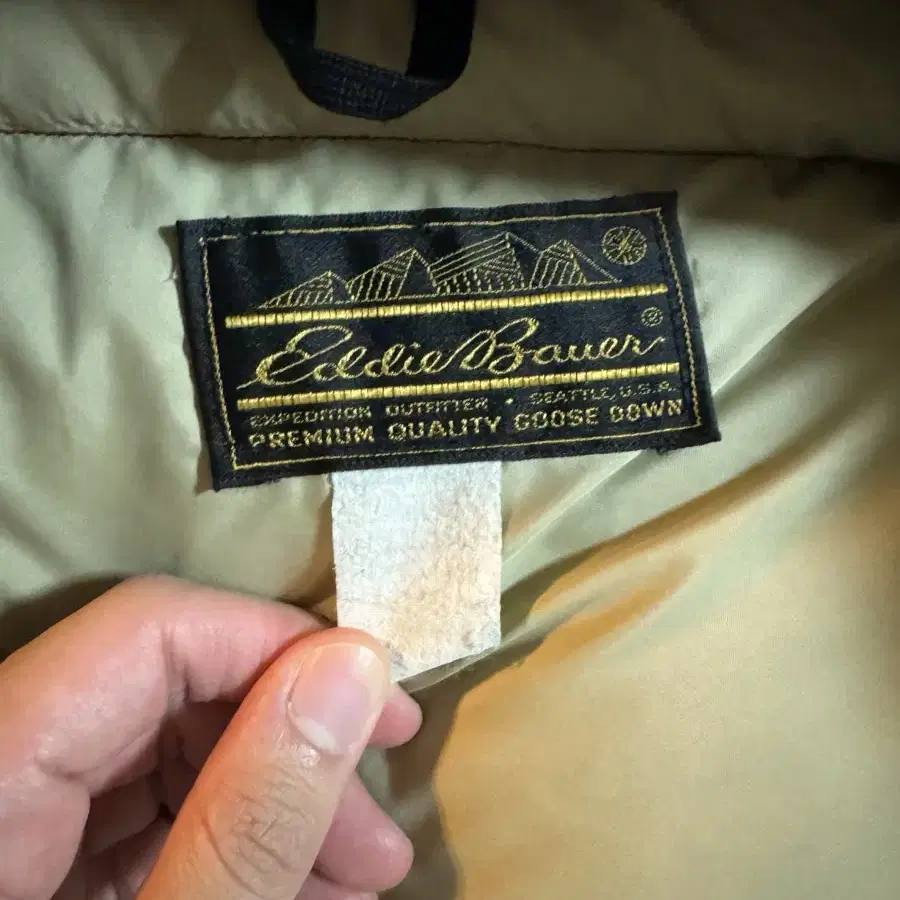 Eddie Bauer ®
EXPEDITION OUTFITTER • SEATTLE, U.S.A.
PREMIUM QUALITY GOOSE DOWN